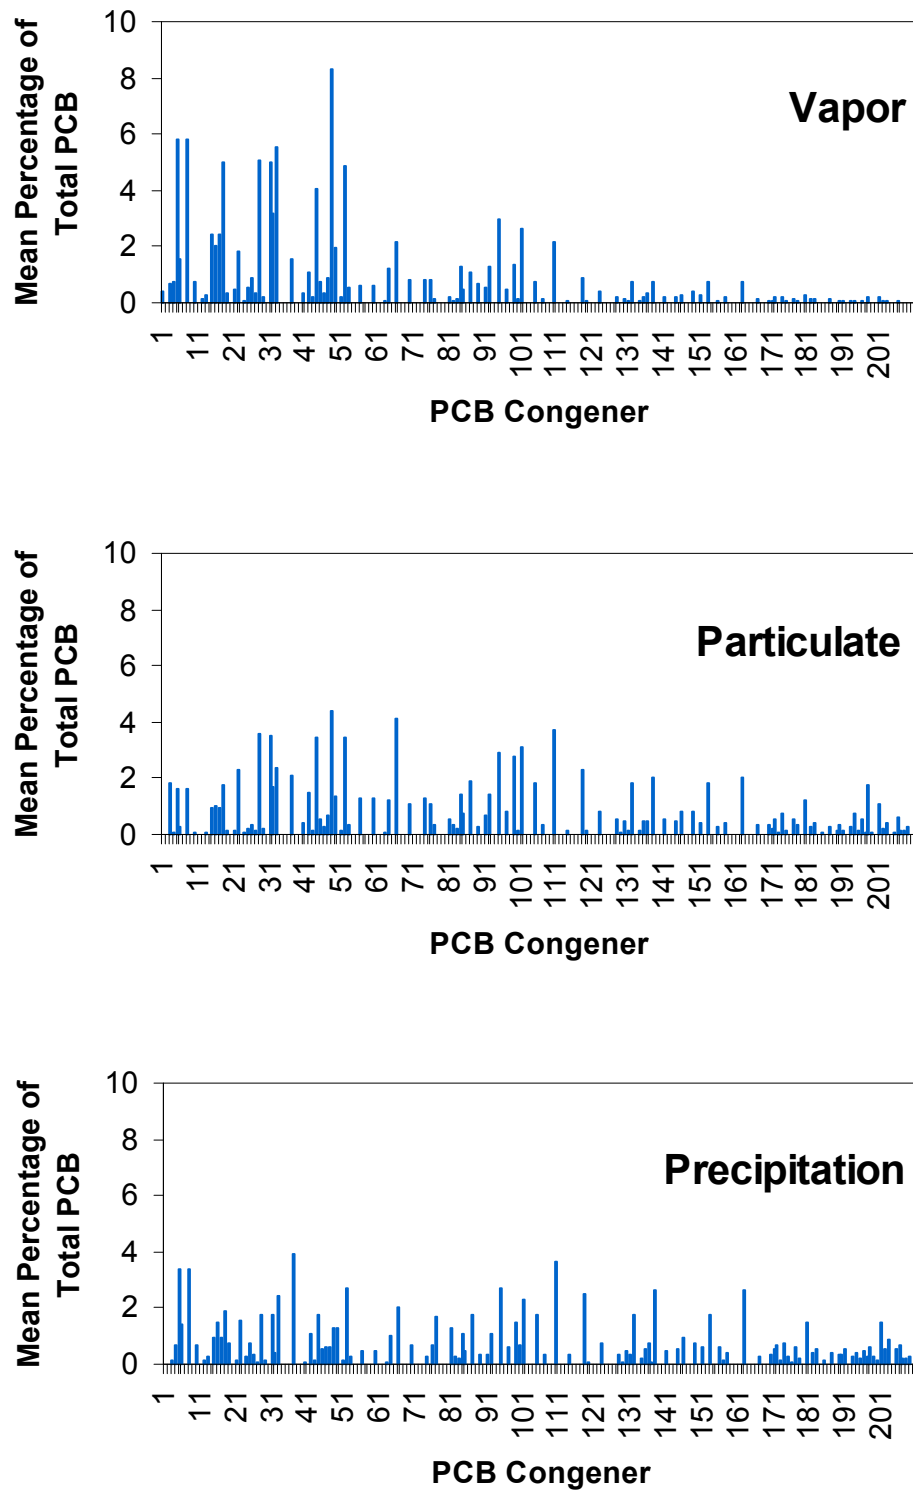 Mean Percentage of
Total PCB
10
8
6
4
2
0
Vapor
1 11 21 31 41 51 61 71 81 91 101 111 121 131 141 151 161 171 181 191 201
PCB Congener
Mean Percentage of
Total PCB
10
8
6
4
2
0
Particulate
1 11 21 31 41 51 61 71 81 91 101 111 121 131 141 151 161 171 181 191 201
PCB Congener
Mean Percentage of
Total PCB
10
8
6
4
2
0
Precipitation
1 11 21 31 41 51 61 71 81 91 101 111 121 131 141 151 161 171 181 191 201
PCB Congener